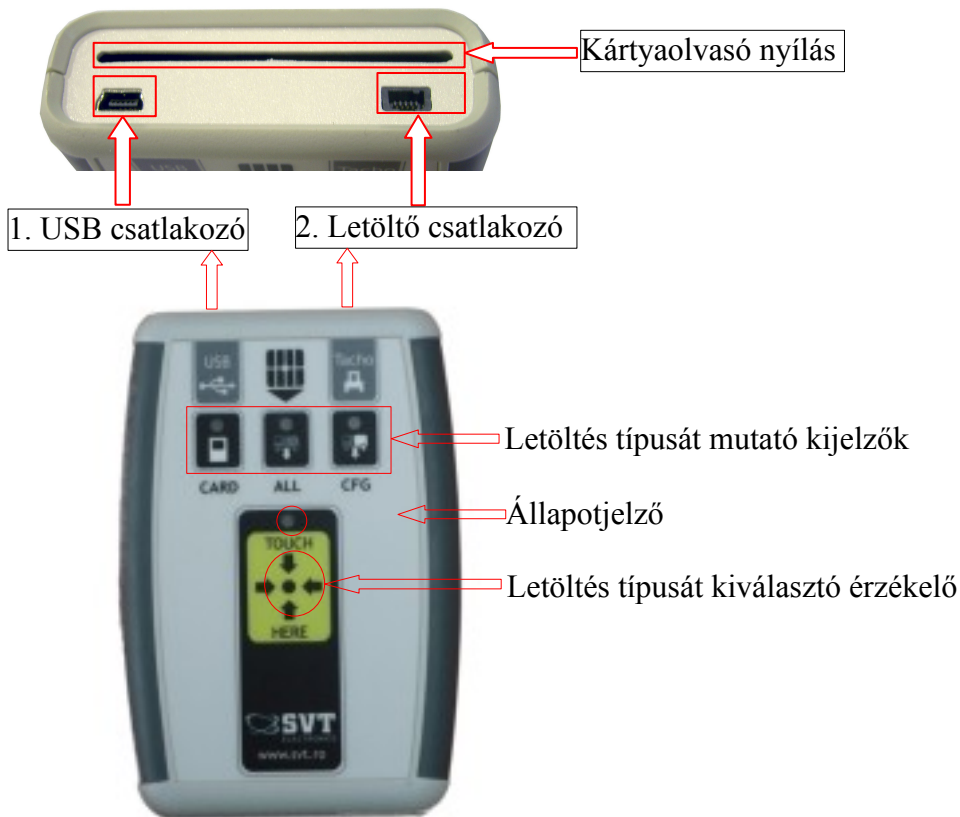 Kártyaolvasó nyílás
1. USB csatlakozó
2. Letöltő csatlakozó
USB
Tacho
Letöltés típusát mutató kijelzők
CARD
ALL
CFG
Állapotjelző
TOUCH
Letöltés típusát kiválasztó érzékelő
HERE
SVT
ELECTRONICS
www.svt.ro